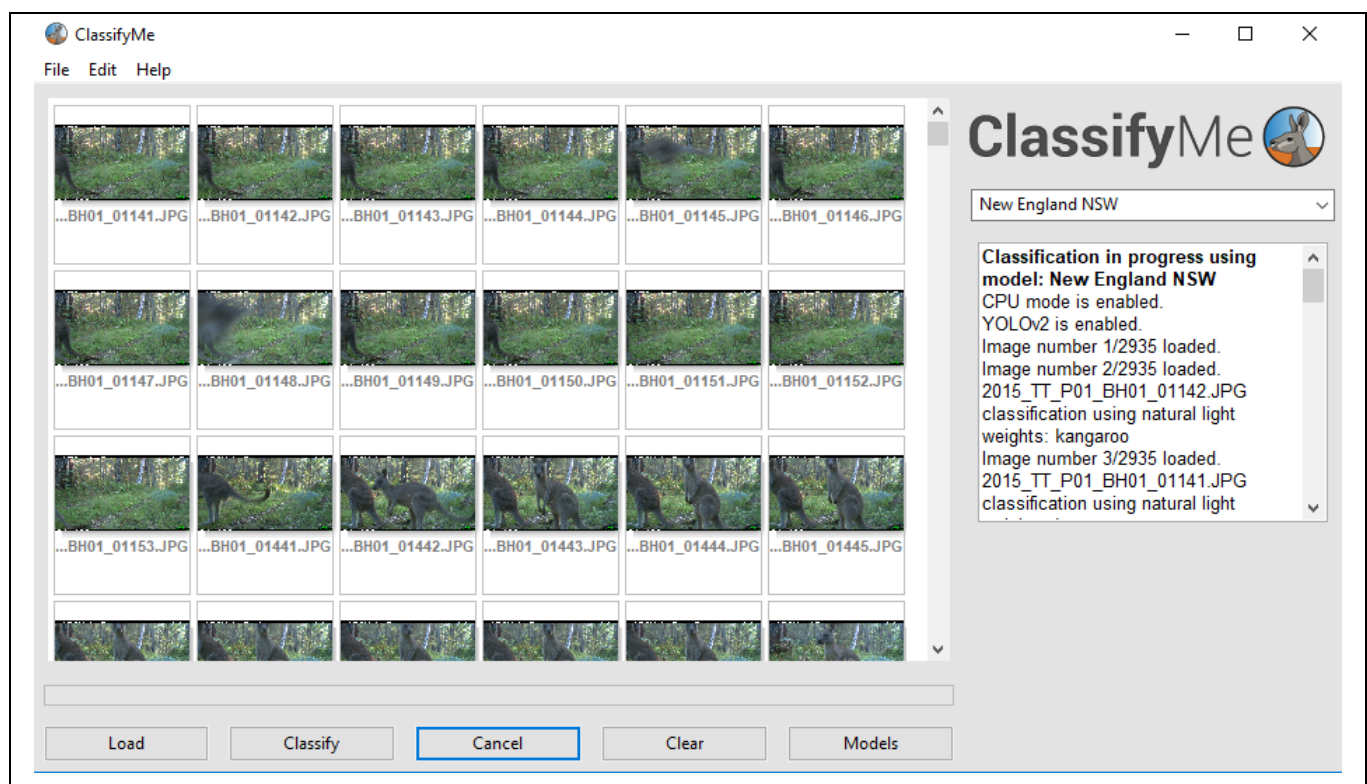 ClassifyMe
File Edit Help
...BH01_01141.JPG ...BH01_01142.JPG ...BH01_01143.JPG ...BH01_01144.JPG ...BH01_01145.JPG ...BH01_01146.JPG
...BH01_01147.JPG ...BH01_01148.JPG ...BH01_01149.JPG ...BH01_01150.JPG ...BH01_01151.JPG ...BH01_01152.JPG
...BH01_01153.JPG ...BH01_01441.JPG ...BH01_01442.JPG ...BH01_01443.JPG ...BH01_01444.JPG ...BH01_01445.JPG
ClassifyMe
New England NSW
Classification in progress using
model: New England NSW
CPU mode is enabled.
YOLOv2 is enabled.
Image number 1/2935 loaded.
Image number 2/2935 loaded.
2015_TT_P01_BH01_01142.JPG
classification using natural light
weights: kangaroo
Image number 3/2935 loaded.
2015_TT_P01_BH01_01141.JPG
classification using natural light
Load Classify Cancel Clear Models